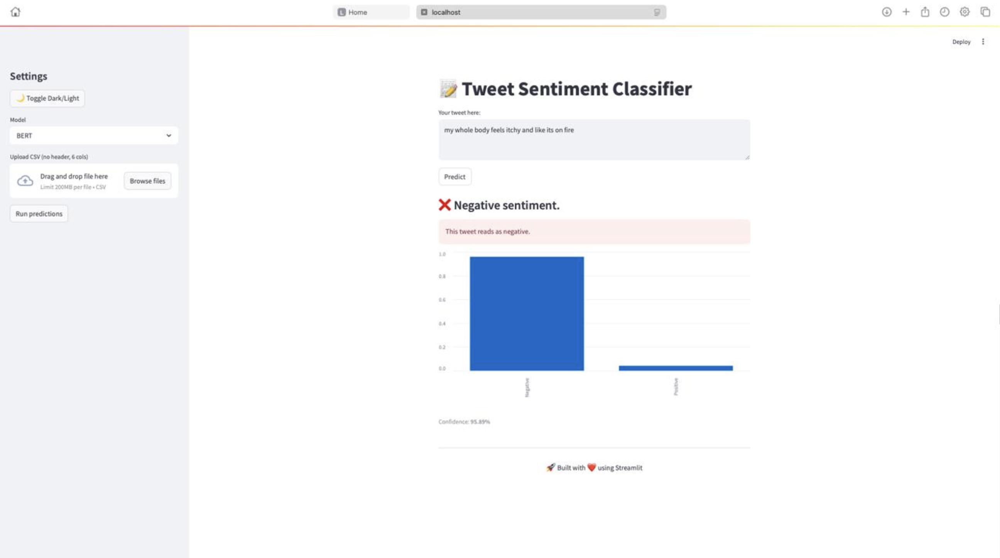 Home
localhost
Deploy
Settings
🌙 Toggle Dark/Light
Model
BERT
Upload CSV (no header, 6 cols)
Drag and drop file here
Limit 200MB per file • CSV
Browse files
Run predictions
📝 Tweet Sentiment Classifier
Your tweet here:
my whole body feels itchy and like its on fire
Predict
❌ Negative sentiment.
This tweet reads as negative.
1.0
0.8
0.6
0.4
0.2
0.0
Negative
Positive
Confidence: 95.89%
🚀 Built with ❤️ using Streamlit